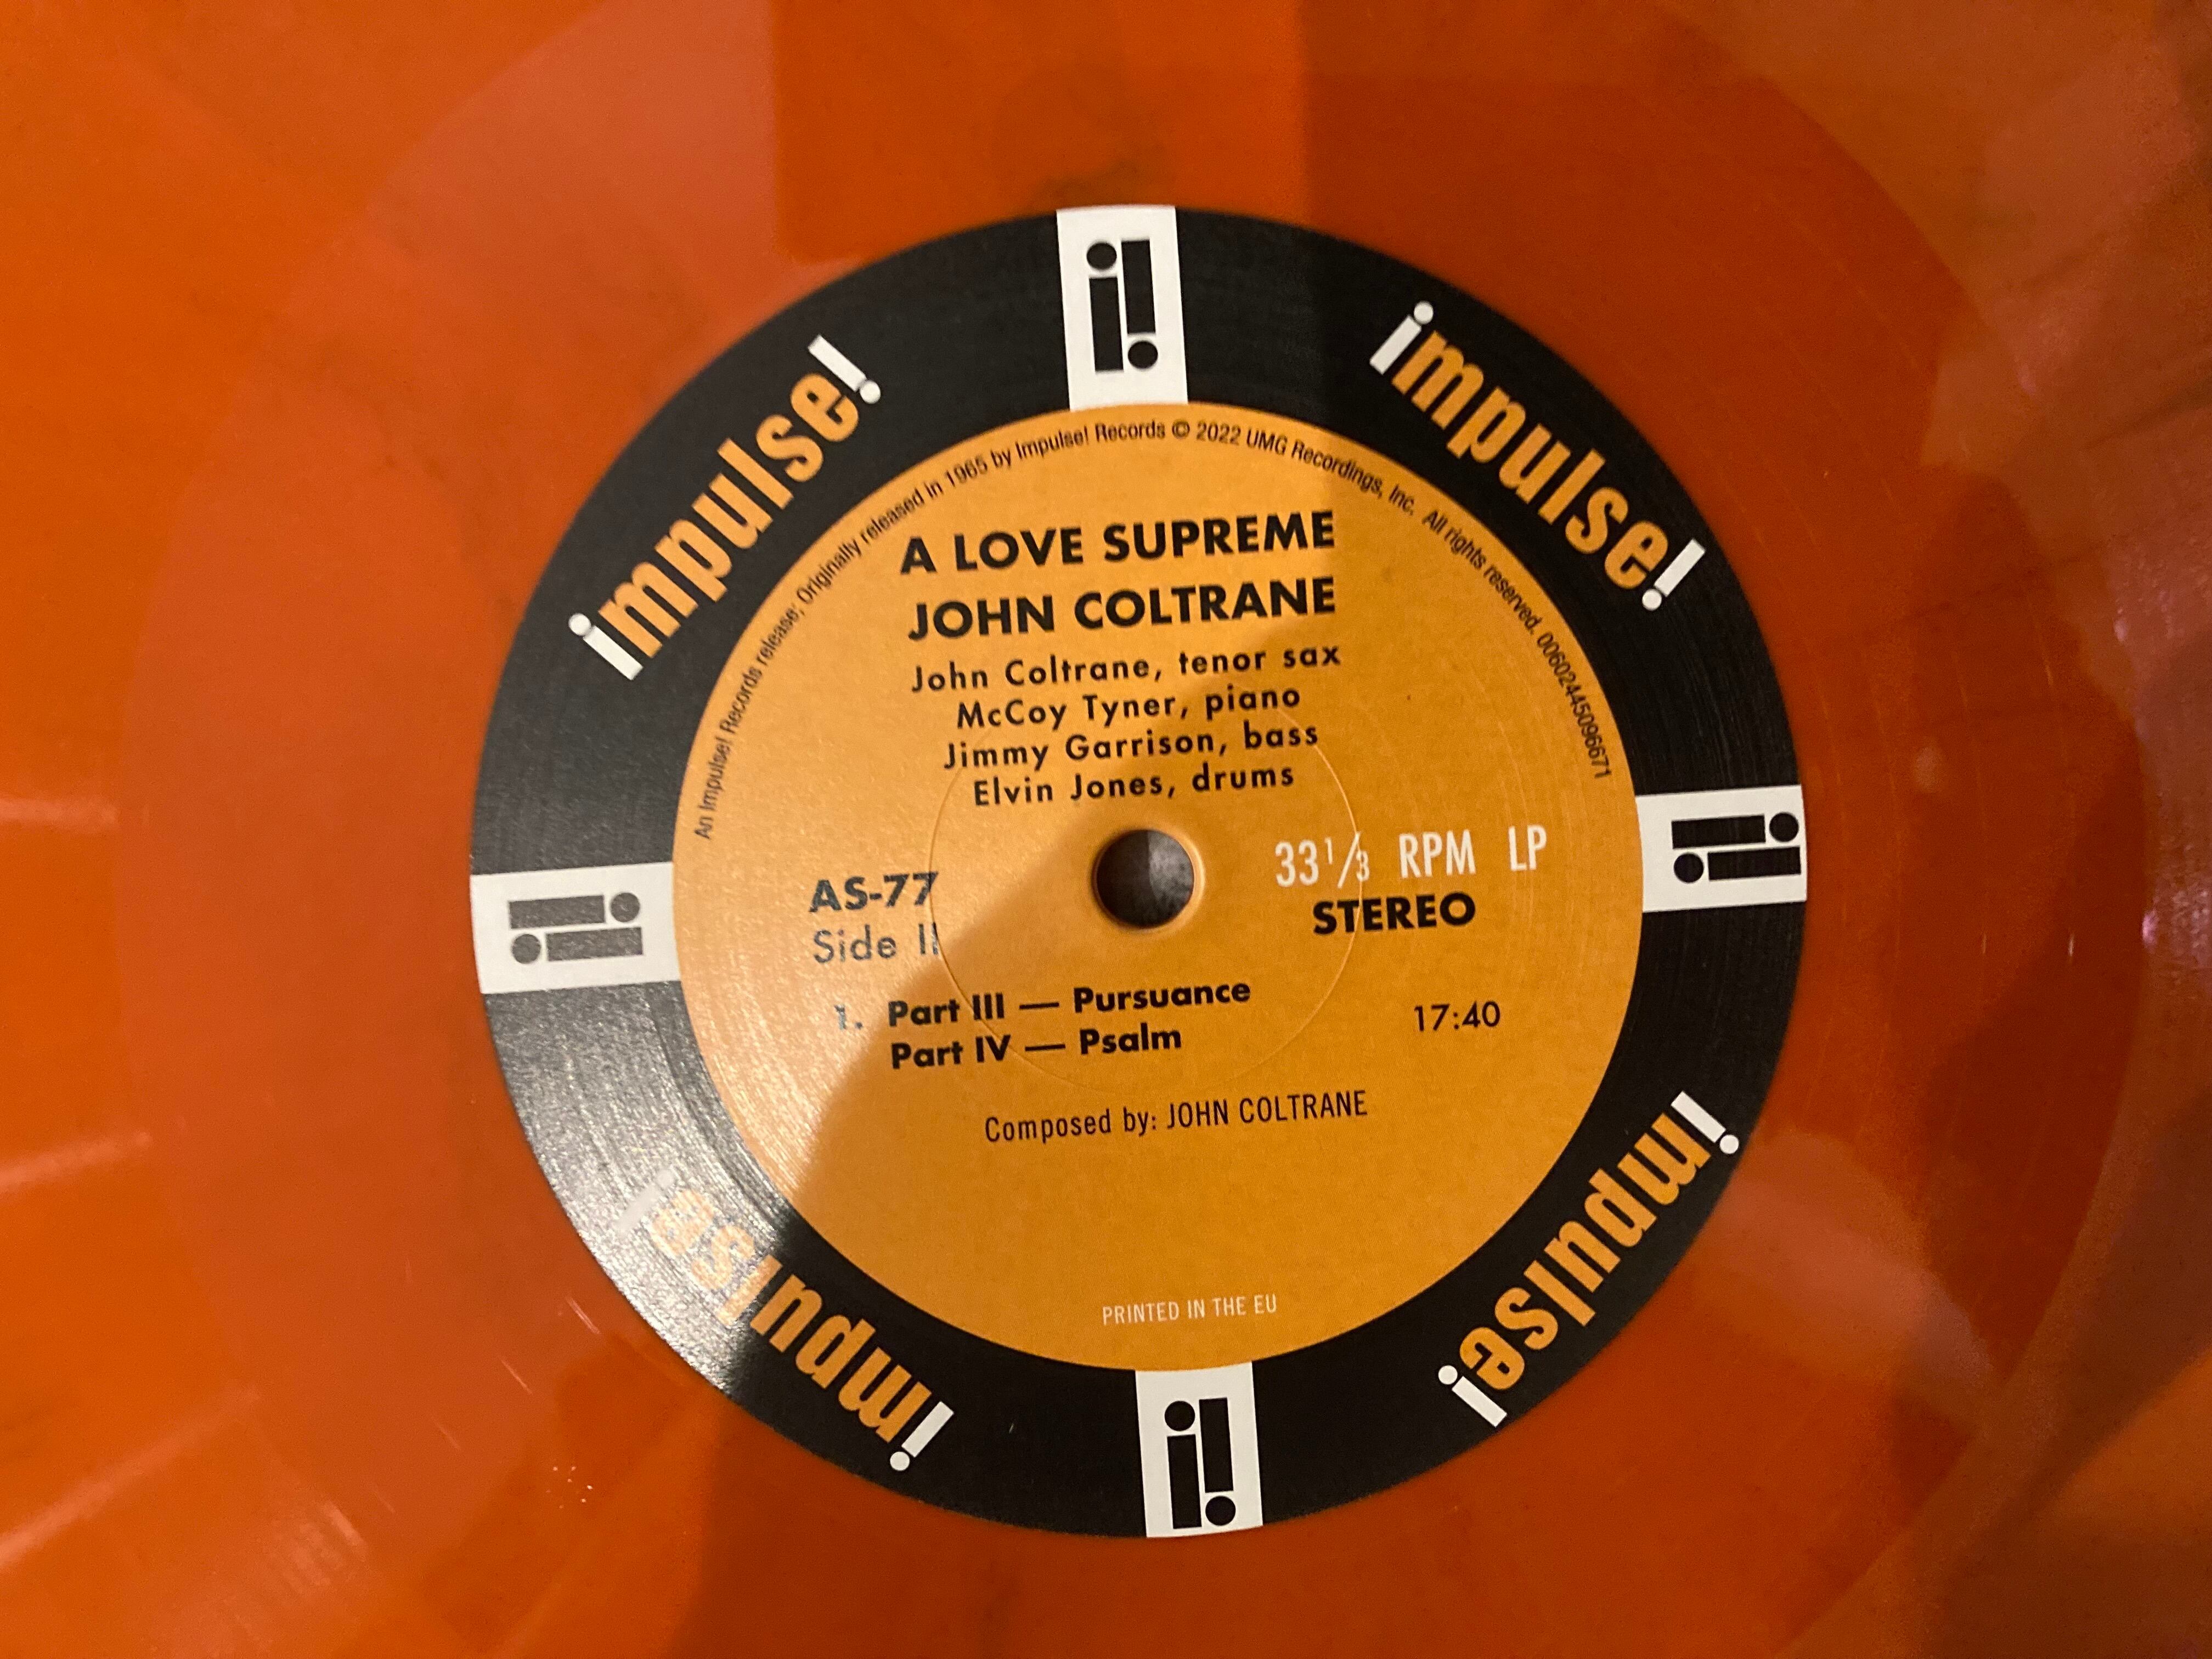 impulse!
impulse!
An Impulse! Records release; Originally released in 1965 by Impulse! Records © 2022 UMG Recordings, Inc. All rights reserved. 00602445096671
A LOVE SUPREME
JOHN COLTRANE
John Coltrane, tenor sax
McCoy Tyner, piano
Jimmy Garrison, bass
Elvin Jones, drums
33 1/3 RPM LP
AS-77
STEREO
Side II
1. Part III — Pursuance 17:40
Part IV — Psalm
Composed by: JOHN COLTRANE
PRINTED IN THE EU
impulse!
impulse!